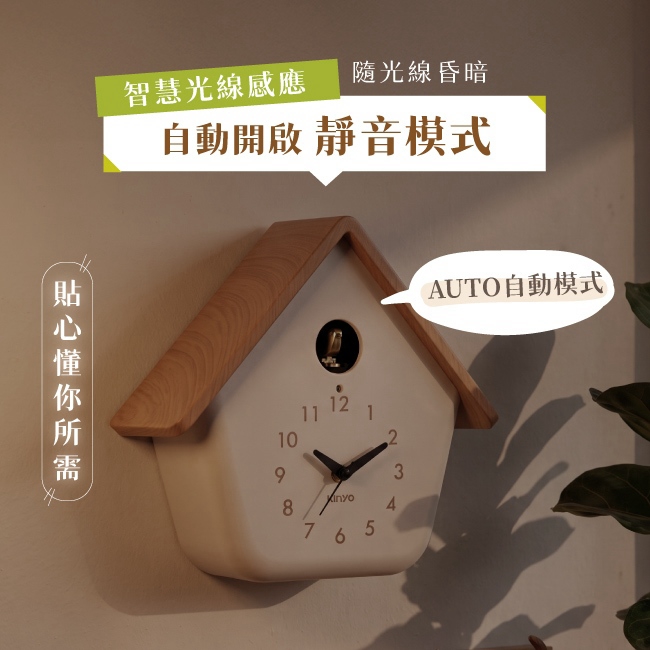 智慧光線感應 隨光線昏暗
自動開啟 靜音模式
AUTO自動模式
貼心懂你所需
12
11 1
10 2
9 3
8 4
7 5
6
KINYO